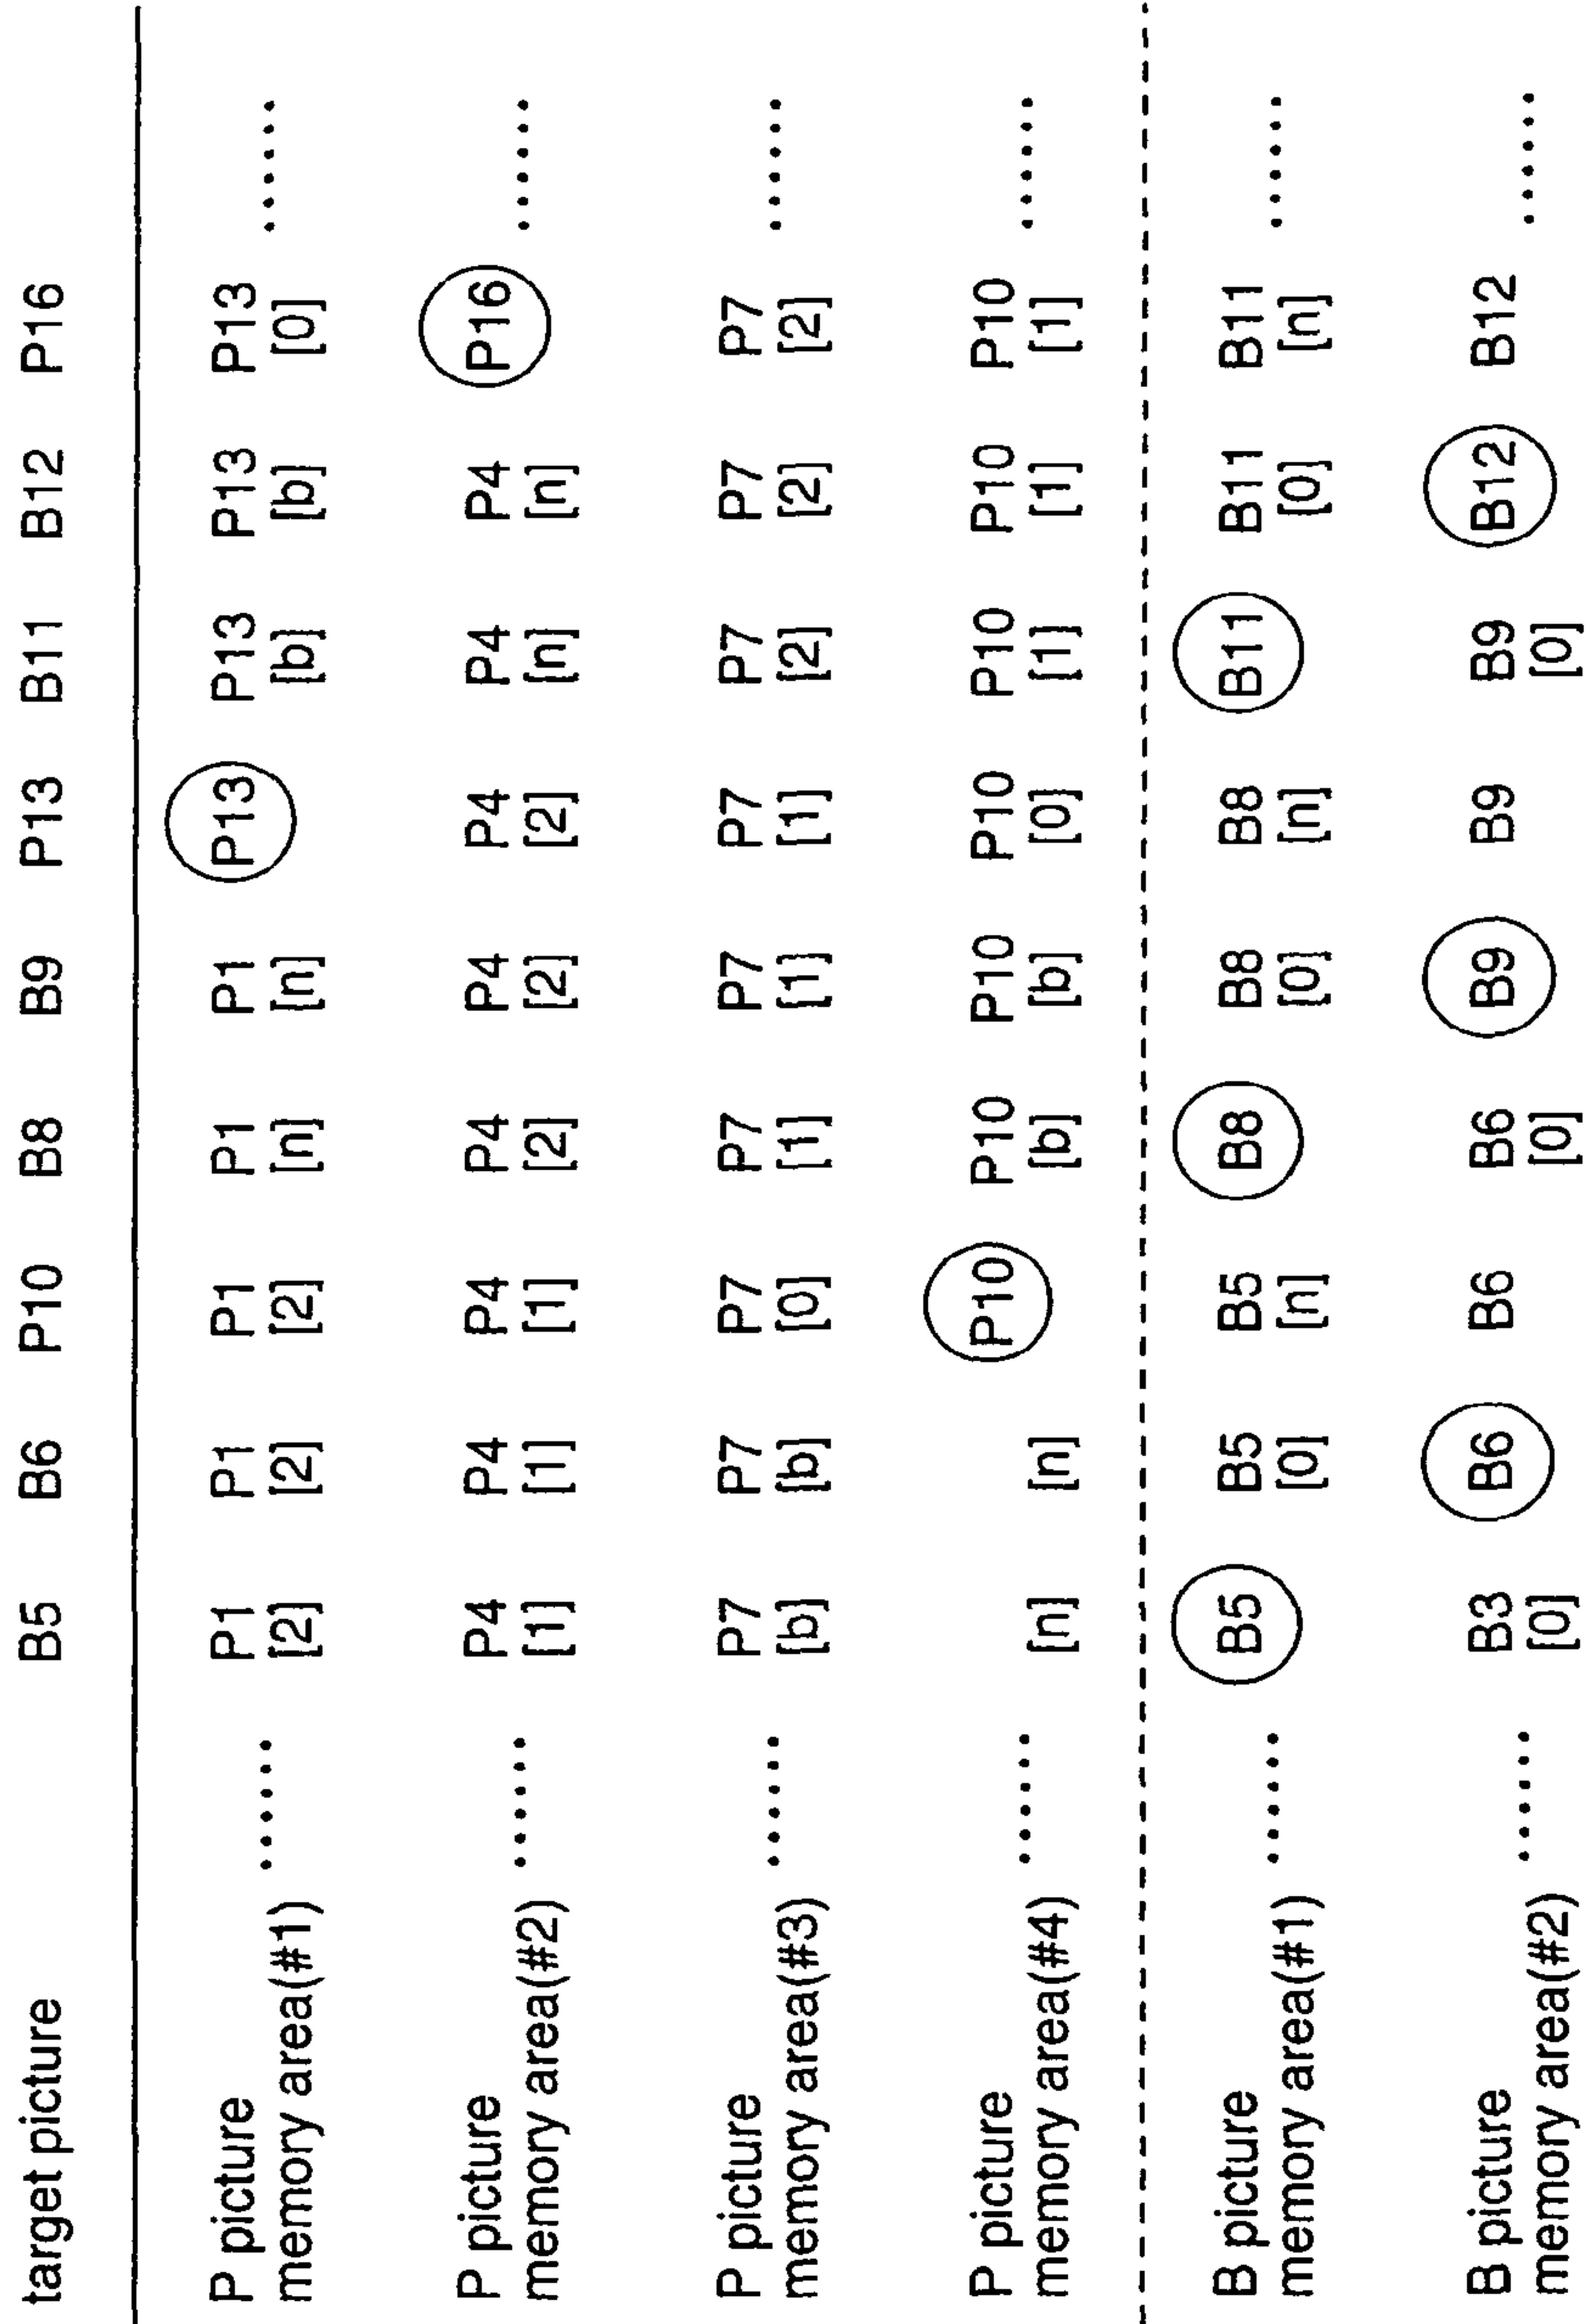 target picture B5 B6 P10 B8 B9 P13 B11 B12 P16
P picture ...... P1 P1 P1 P1 P1 P13 P13 P13 P13 ......
memory area(#1) [2] [2] [2] [n] [n] [b] [b] [0]
P picture ...... P4 P4 P4 P4 P4 P4 P4 P4 P16 ......
memory area(#2) [1] [1] [1] [2] [2] [2] [n] [n]
P picture ...... P7 P7 P7 P7 P7 P7 P7 P7 P7 ......
memory area(#3) [b] [b] [0] [1] [1] [1] [2] [2] [2]
P picture ...... P10 P10 P10 P10 P10 P10 P10 ......
memory area(#4) [n] [n] [b] [b] [0] [1] [1] [1]
B picture ...... B5 B5 B5 B8 B8 B8 B11 B11 B11 ......
memory area(#1) [0] [n] [0] [n] [0] [n]
B picture ...... B3 B6 B6 B6 B9 B9 B9 B12 B12 ......
memory area(#2) [0] [0] [0]